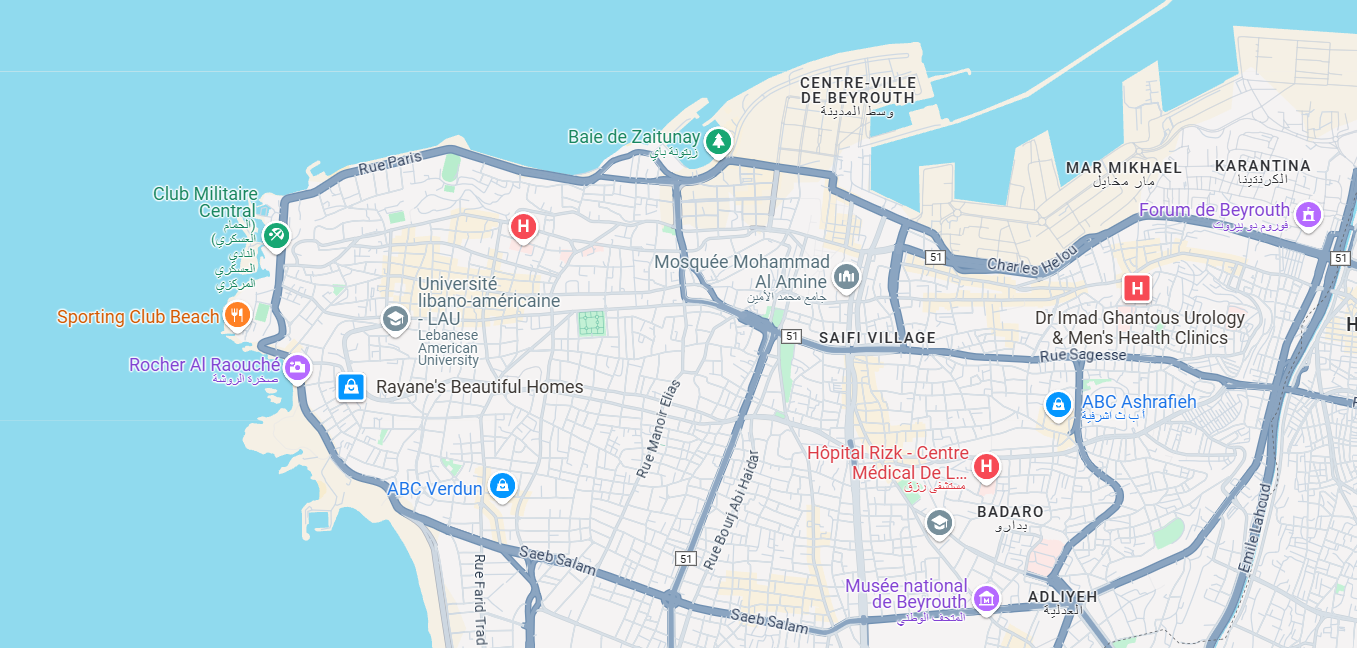 CENTRE-VILLE
DE BEYROUTH
وسط المدينة
Baie de Zaitunay
زيتونة باي
Rue Paris
MAR MIKHAEL
مار مخايل
KARANTINA
الكرنتينا
Club Militaire
Central
(الحمام
العسكري)
النادي
العسكري
المركزي
Forum de Beyrouth
فوروم دو بيروت
H
51
Charles Helou
51
Mosquée Mohammad
Al Amine
جامع محمد الأمين
Université
libano-américaine
- LAU
Lebanese
American
University
H
Dr Imad Ghantous Urology
& Men's Health Clinics
Sporting Club Beach
51
SAIFI VILLAGE
H
Rue Sagesse
Rocher Al Raouché
صخرة الروشة
Rayane's Beautiful Homes
Rue Manoir Elias
ABC Ashrafieh
أ ب ث اشرفية
Rue Bourj Abi Haidar
Hôpital Rizk - Centre
Médical De L...
مستشفى رزق
H
ABC Verdun
BADARO
بدارو
Emile Lahoud
Saeb Salam
51
Rue Farid Trad
Musée national
de Beyrouth
المتحف الوطني
ADLIYEH
العدلية
Saeb Salam